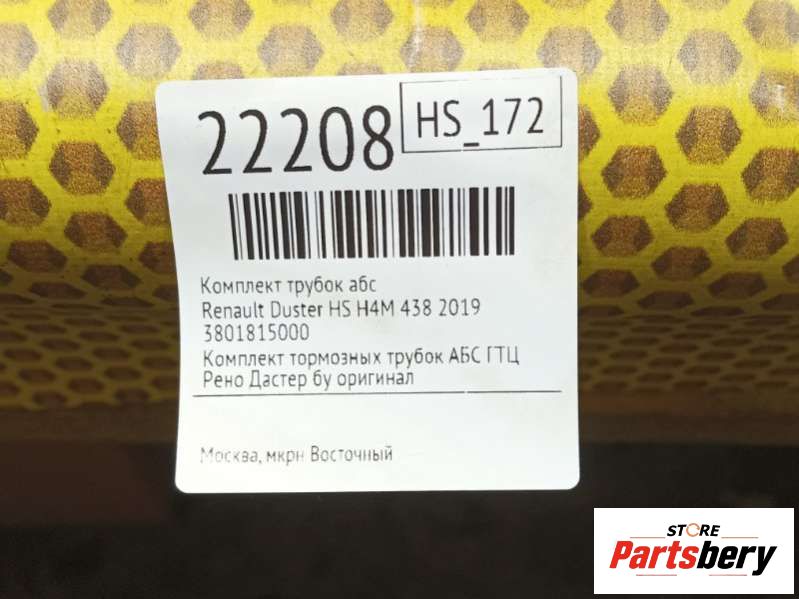 22208
HS_172
Комплект трубок абс
Renault Duster HS H4M 438 2019
3801815000
Комплект тормозных трубок АБС ГТЦ
Рено Дастер бу оригинал
Москва, мкрн Восточный
STORE
Partsbery